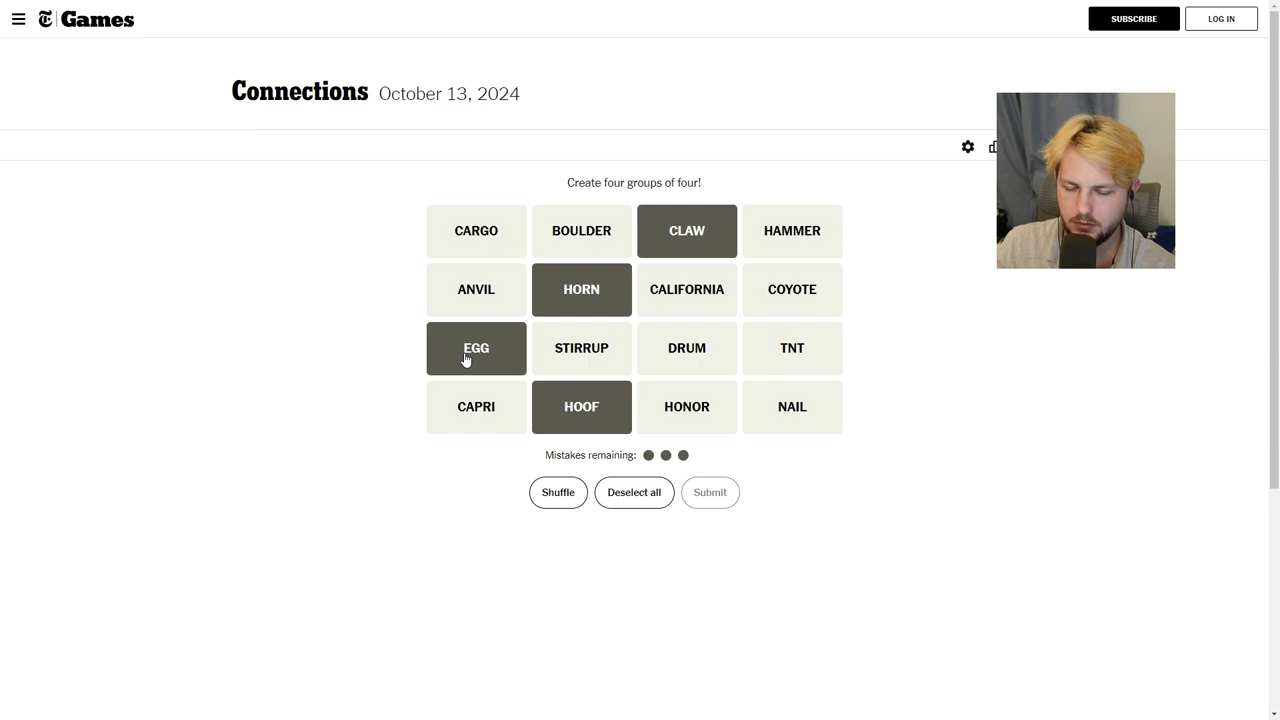 T Games
SUBSCRIBE
LOG IN
Connections October 13, 2024
Create four groups of four!
CARGO BOULDER CLAW HAMMER
ANVIL HORN CALIFORNIA COYOTE
EGG STIRRUP DRUM TNT
CAPRI HOOF HONOR NAIL
Mistakes remaining:
Shuffle Deselect all Submit